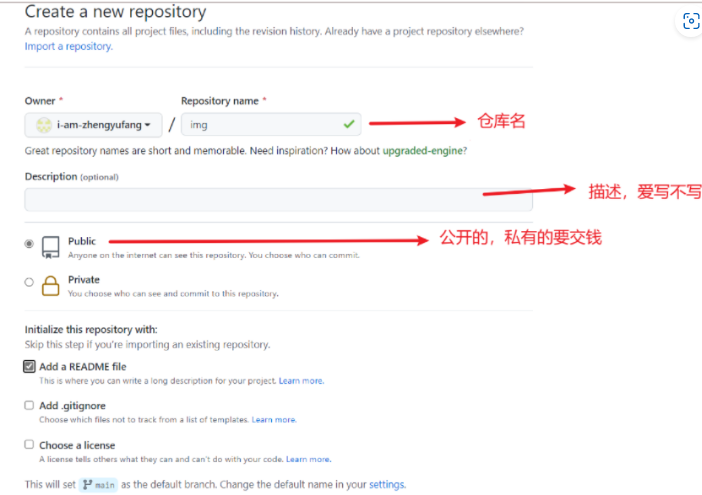 Create a new repository
A repository contains all project files, including the revision history. Already have a project repository elsewhere?
Import a repository.
Owner * Repository name *
i-am-zhengyufang / img 仓库名
Great repository names are short and memorable. Need inspiration? How about upgraded-engine?
Description (optional)
描述，爱写不写
Public 公开的，私有的要交钱
Anyone on the internet can see this repository. You choose who can commit.
Private
You choose who can see and commit to this repository.
Initialize this repository with:
Skip this step if you're importing an existing repository.
Add a README file
This is where you can write a long description for your project. Learn more.
Add .gitignore
Choose which files not to track from a list of templates. Learn more.
Choose a license
A license tells others what they can and can't do with your code. Learn more.
This will set main as the default branch. Change the default name in your settings.